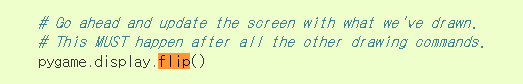 # Go ahead and update the screen with what we've drawn.
# This MUST happen after all the other drawing commands.
pygame.display.flip()